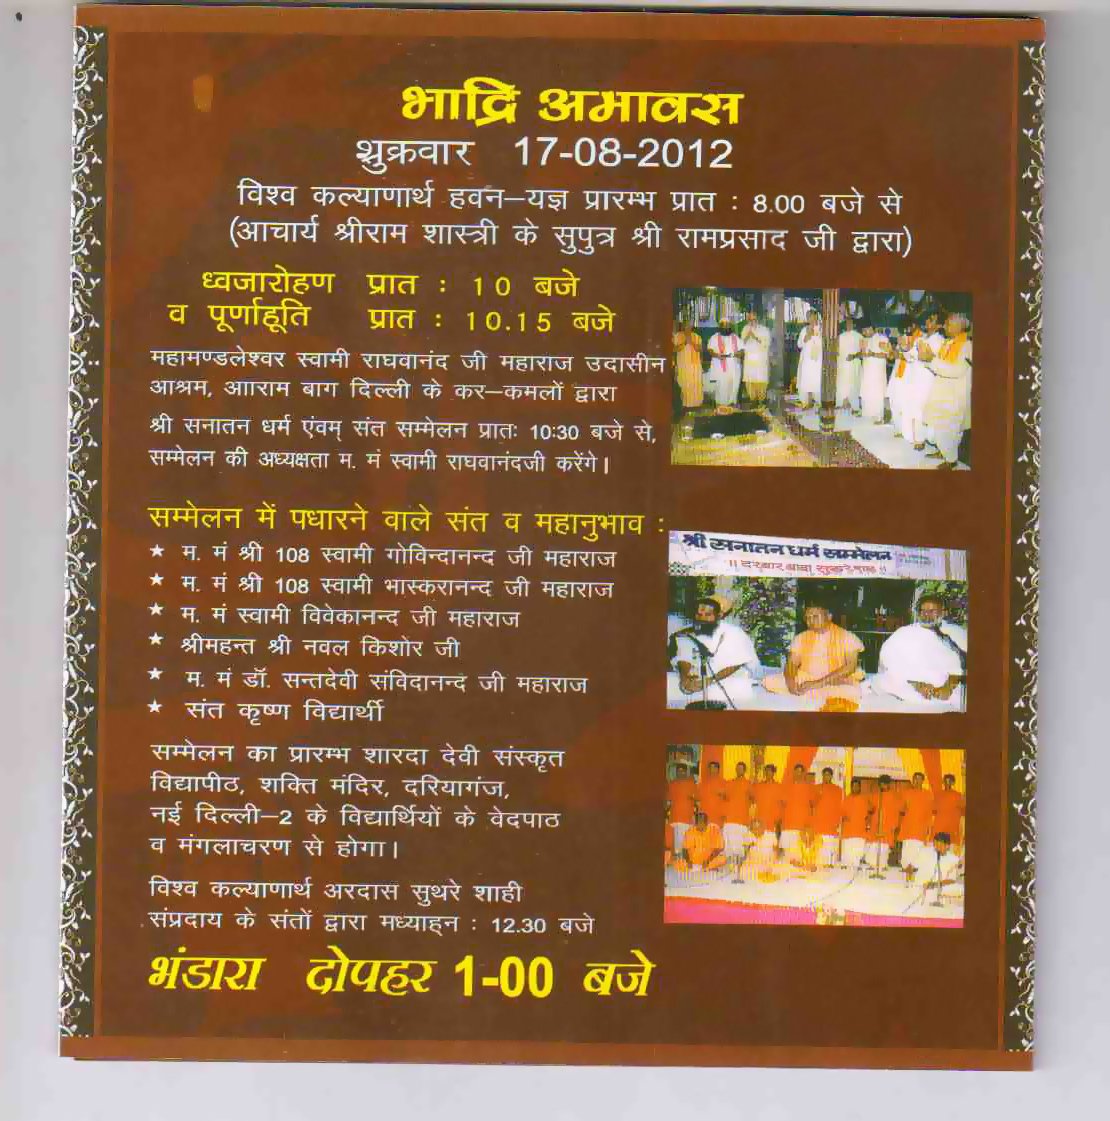 भाद्रि अमावस
शुक्रवार 17-08-2012
विश्व कल्याणार्थ हवन–यज्ञ प्रारम्भ प्रात : 8.00 बजे से
(आचार्य श्रीराम शास्त्री के सुपुत्र श्री रामप्रसाद जी द्वारा)
ध्वजारोहण प्रात : 10 बजे
व पूर्णाहूति प्रात : 10.15 बजे
महामण्डलेश्वर स्वामी राघवानंद जी महाराज उदासीन
आश्रम, आाराम बाग दिल्ली के कर–कमलों द्वारा
श्री सनातन धर्म एंवम् संत सम्मेलन प्रातः 10:30 बजे से,
सम्मेलन की अध्यक्षता म. मं स्वामी राघवानंदजी करेंगे।
सम्मेलन में पधारने वाले संत व महानुभाव :
★ म. मं श्री 108 स्वामी गोविन्दानन्द जी महाराज
★ म. मं श्री 108 स्वामी भास्करानन्द जी महाराज
★ म. मं स्वामी विवेकानन्द जी महाराज
★ श्रीमहन्त श्री नवल किशोर जी
★ म. मं डॉ. सन्तदेवी संविदानन्द जी महाराज
★ संत कृष्ण विद्यार्थी
सम्मेलन का प्रारम्भ शारदा देवी संस्कृत
विद्यापीठ, शक्ति मंदिर, दरियागंज,
नई दिल्ली–2 के विद्यार्थियों के वेदपाठ
व मंगलाचरण से होगा।
विश्व कल्याणार्थ अरदास सुथरे शाही
संप्रदाय के संतों द्वारा मध्याह्न : 12.30 बजे
भंडारा दोपहर 1-00 बजे
श्री सनातन धर्म सम्मेलन
।। दरबार बाबा सुथरे शाह ।।